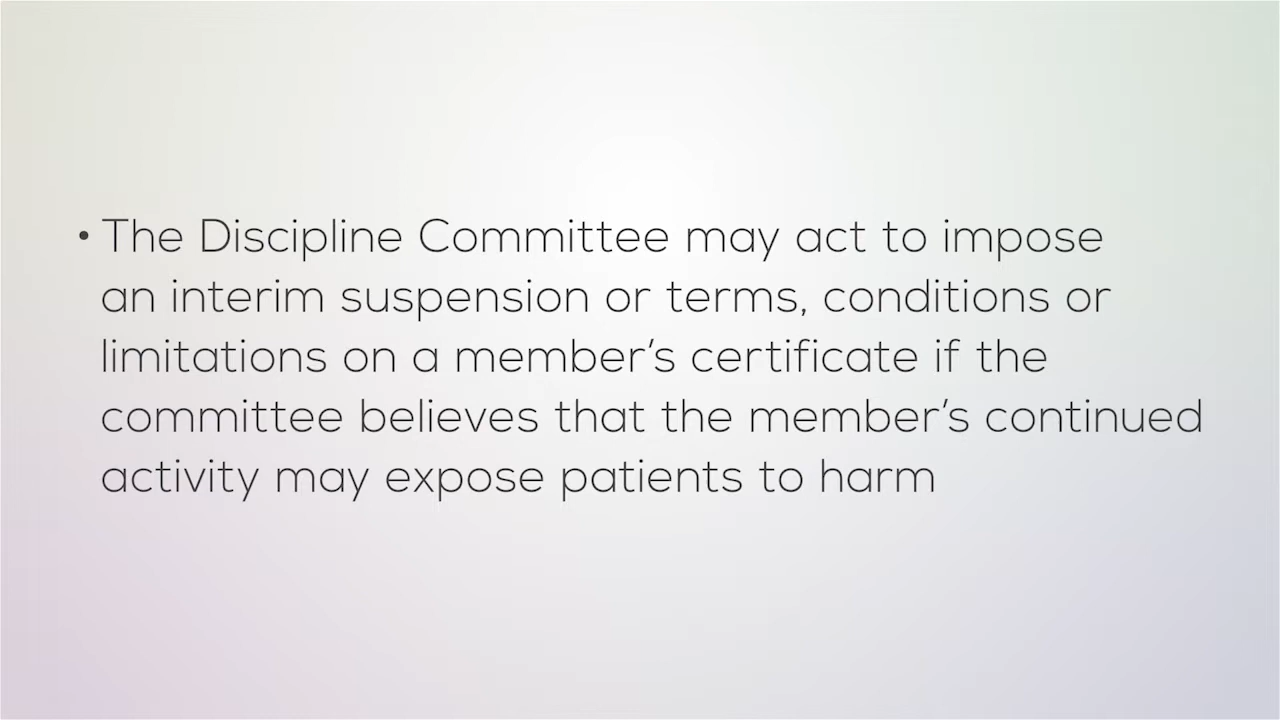 • The Discipline Committee may act to impose
an interim suspension or terms, conditions or
limitations on a member’s certificate if the
committee believes that the member’s continued
activity may expose patients to harm